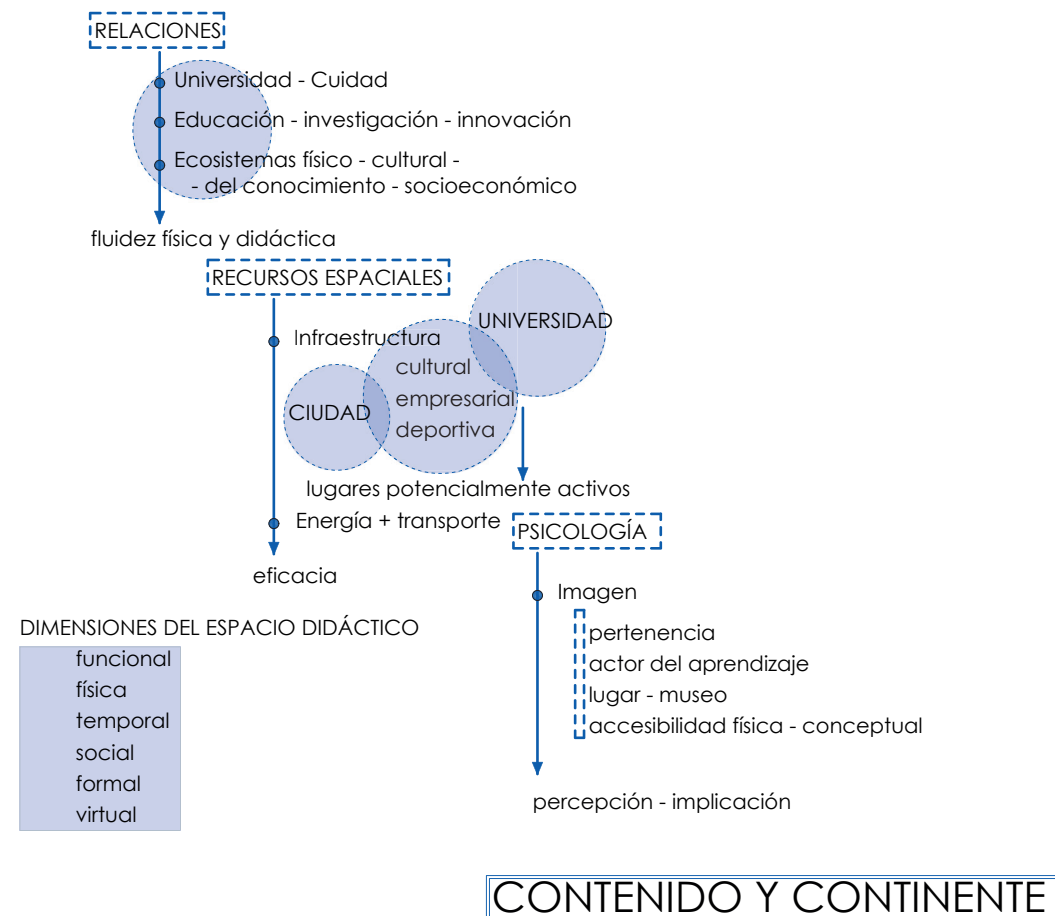 RELACIONES
Universidad - Cuidad
Educación - investigación - innovación
Ecosistemas físico - cultural -
- del conocimiento - socioeconómico
fluidez física y didáctica
RECURSOS ESPACIALES
UNIVERSIDAD
Infraestructura
cultural
empresarial
CIUDAD
deportiva
lugares potencialmente activos
Energía + transporte
eficacia
PSICOLOGÍA
Imagen
pertenencia
actor del aprendizaje
lugar - museo
accesibilidad física - conceptual
percepción - implicación
DIMENSIONES DEL ESPACIO DIDÁCTICO
funcional
física
temporal
social
formal
virtual
CONTENIDO Y CONTINENTE